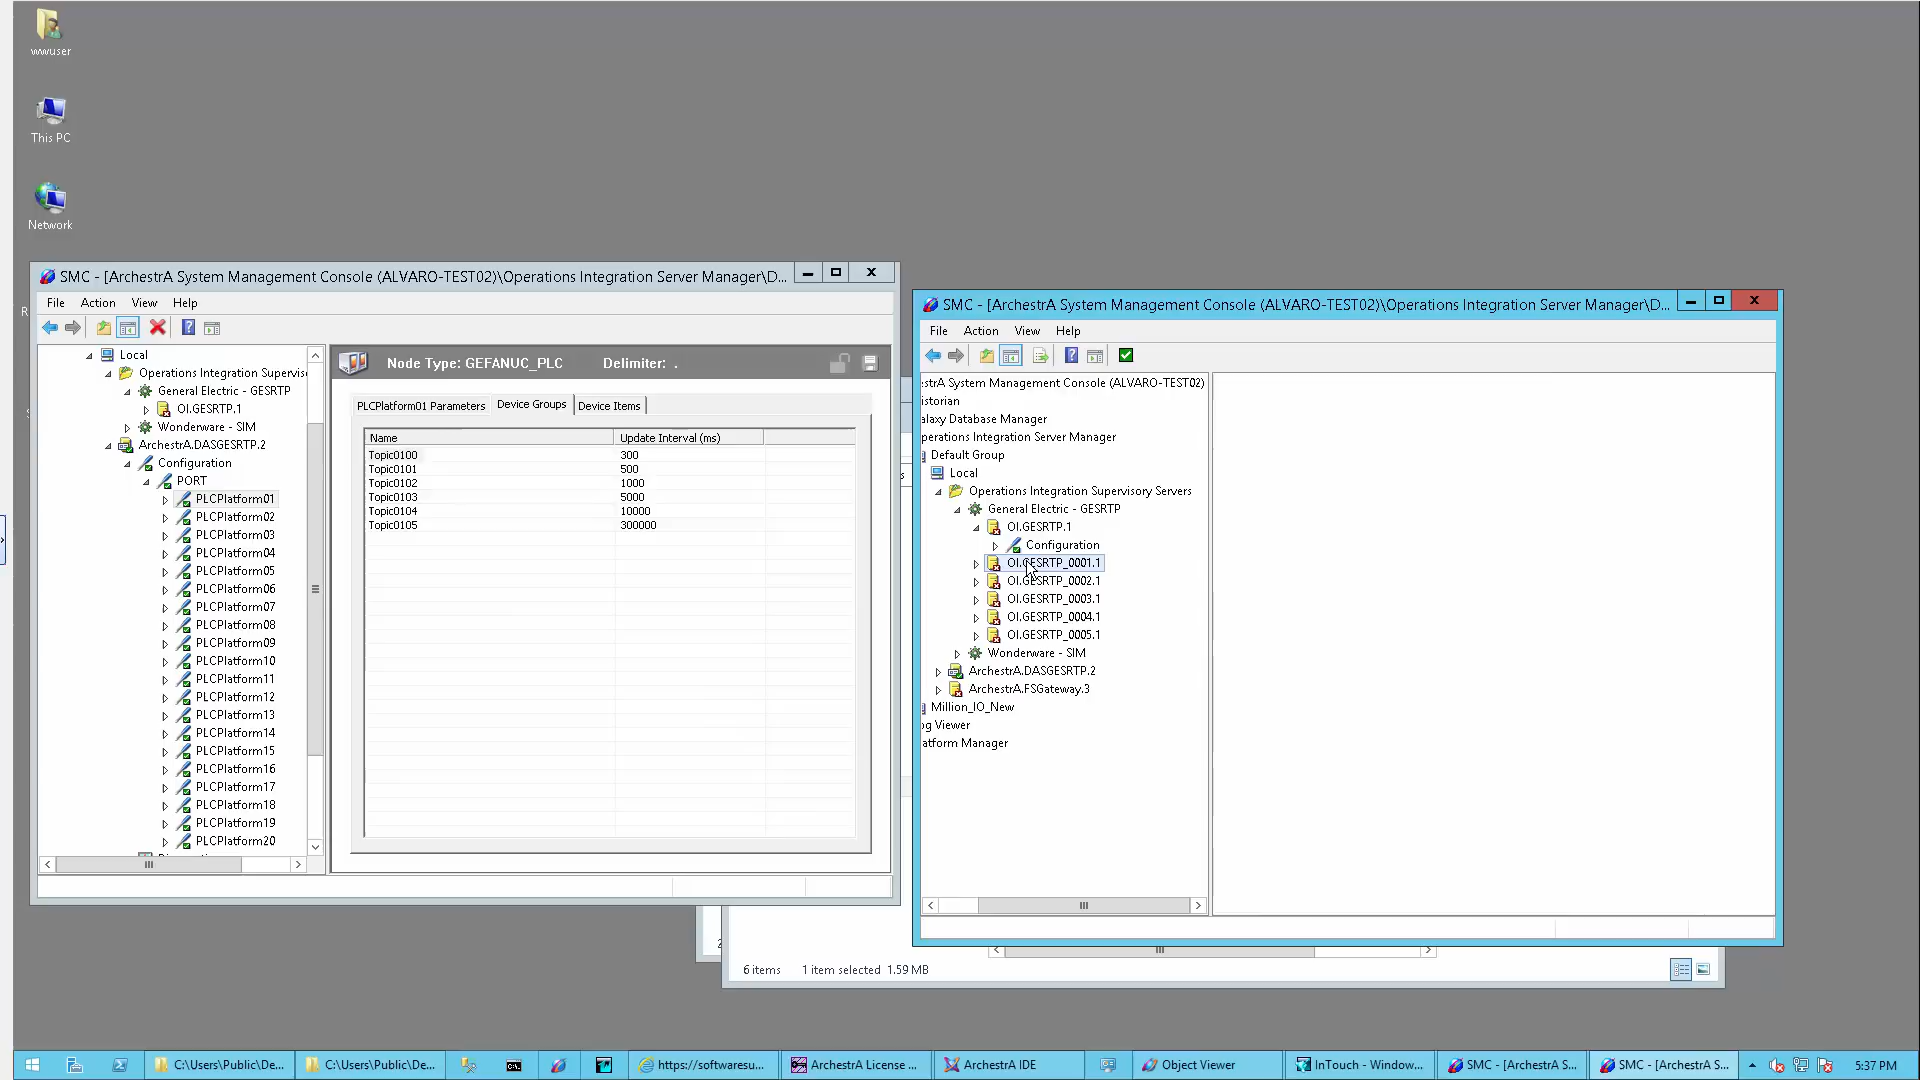 wwuser
This PC
Network
R
SMC - [ArchestrA System Management Console (ALVARO-TEST02)\Operations Integration Server Manager\D...
File Action View Help
Local
Operations Integration Superviso
General Electric - GESRTP
OI.GESRTP.1
Wonderware - SIM
ArchestrA.DASGESRTP.2
Configuration
PORT
PLCPlatform01
PLCPlatform02
PLCPlatform03
PLCPlatform04
PLCPlatform05
PLCPlatform06
PLCPlatform07
PLCPlatform08
PLCPlatform09
PLCPlatform10
PLCPlatform11
PLCPlatform12
PLCPlatform13
PLCPlatform14
PLCPlatform15
PLCPlatform16
PLCPlatform17
PLCPlatform18
PLCPlatform19
PLCPlatform20
Node Type: GEFANUC_PLC Delimiter: .
PLCPlatform01 Parameters Device Groups Device Items
Name Update Interval (ms)
Topic0100 300
Topic0101 500
Topic0102 1000
Topic0103 5000
Topic0104 10000
Topic0105 300000
SMC - [ArchestrA System Management Console (ALVARO-TEST02)\Operations Integration Server Manager\D...
File Action View Help
estrA System Management Console (ALVARO-TEST02)
istorian
alaxy Database Manager
perations Integration Server Manager
Default Group
Local
Operations Integration Supervisory Servers
General Electric - GESRTP
OI.GESRTP.1
Configuration
OI.GESRTP_0001.1
OI.GESRTP_0002.1
OI.GESRTP_0003.1
OI.GESRTP_0004.1
OI.GESRTP_0005.1
Wonderware - SIM
ArchestrA.DASGESRTP.2
ArchestrA.FSGateway.3
Million_IO_New
og Viewer
atform Manager
s
2
6 items 1 item selected 1.59 MB
C:\Users\Public\De... C:\Users\Public\De... https://softwaresu... ArchestrA License ... ArchestrA IDE Object Viewer InTouch - Window... SMC - [ArchestrA S... SMC - [ArchestrA S... 5:37 PM